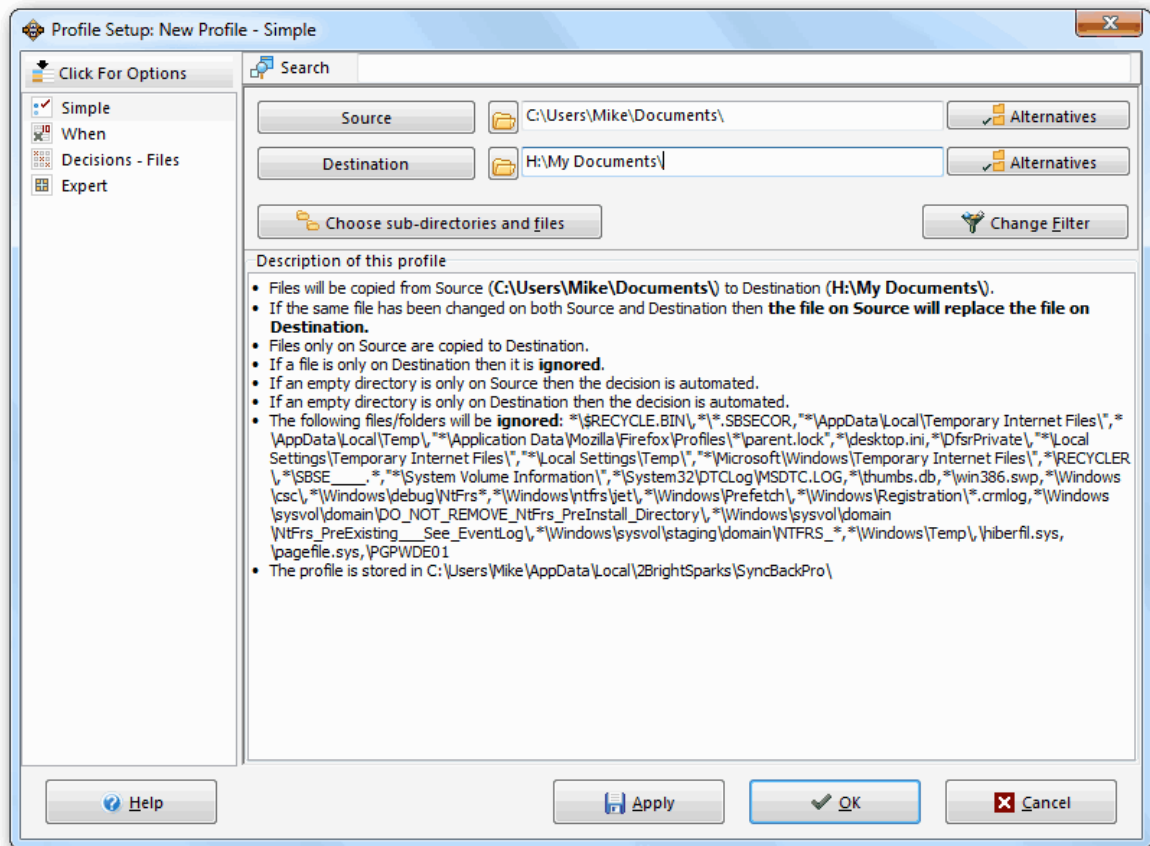 Profile Setup: New Profile - Simple
Click For Options
Simple
When
Decisions - Files
Expert
Search
Source
C:\Users\Mike\Documents\
Alternatives
Destination
H:\My Documents\
Alternatives
Choose sub-directories and files
Change Filter
Description of this profile
• Files will be copied from Source (C:\Users\Mike\Documents\) to Destination (H:\My Documents\).
• If the same file has been changed on both Source and Destination then the file on Source will replace the file on
Destination.
• Files only on Source are copied to Destination.
• If a file is only on Destination then it is ignored.
• If an empty directory is only on Source then the decision is automated.
• If an empty directory is only on Destination then the decision is automated.
• The following files/folders will be ignored: *\$RECYCLE.BIN\,*\*.SBSECOR,"*\AppData\Local\Temporary Internet Files\",*
\AppData\Local\Temp\,"*\Application Data\Mozilla\Firefox\Profiles\*\parent.lock",*\desktop.ini,*\DfsrPrivate\,"*\Local
Settings\Temporary Internet Files\","*\Local Settings\Temp\","*\Microsoft\Windows\Temporary Internet Files\",*\RECYCLER
\,*\SBSE____.*,"*\System Volume Information\",*\System32\DTCLog\MSDTC.LOG,*\thumbs.db,*\win386.swp,*\Windows
\csc\,*\Windows\debug\NtFrs*,*\Windows\ntfrs\jet\,*\Windows\Prefetch\,*\Windows\Registration\*.crmlog,*\Windows
\sysvol\domain\DO_NOT_REMOVE_NtFrs_PreInstall_Directory\,*\Windows\sysvol\domain
\NtFrs_PreExisting___See_EventLog\,*\Windows\sysvol\staging\domain\NTFRS_*,*\Windows\Temp\,\hiberfil.sys,
\pagefile.sys,\PGPWDE01
• The profile is stored in C:\Users\Mike\AppData\Local\2BrightSparks\SyncBackPro\
Help
Apply
OK
Cancel